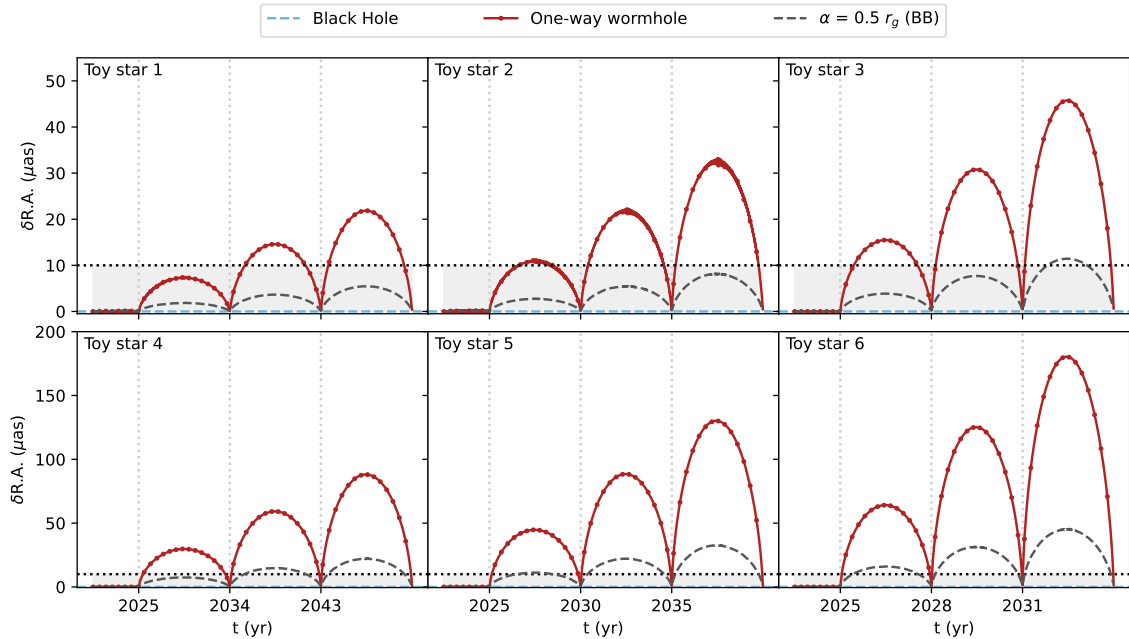 Black Hole One-way wormhole α = 0.5 r_g (BB)
Toy star 1 Toy star 2 Toy star 3
50
40
30
20
10
0
δR.A. (μas)
Toy star 4 Toy star 5 Toy star 6
200
150
100
50
0
δR.A. (μas)
2025 2034 2043 2025 2030 2035 2025 2028 2031
t (yr) t (yr) t (yr)